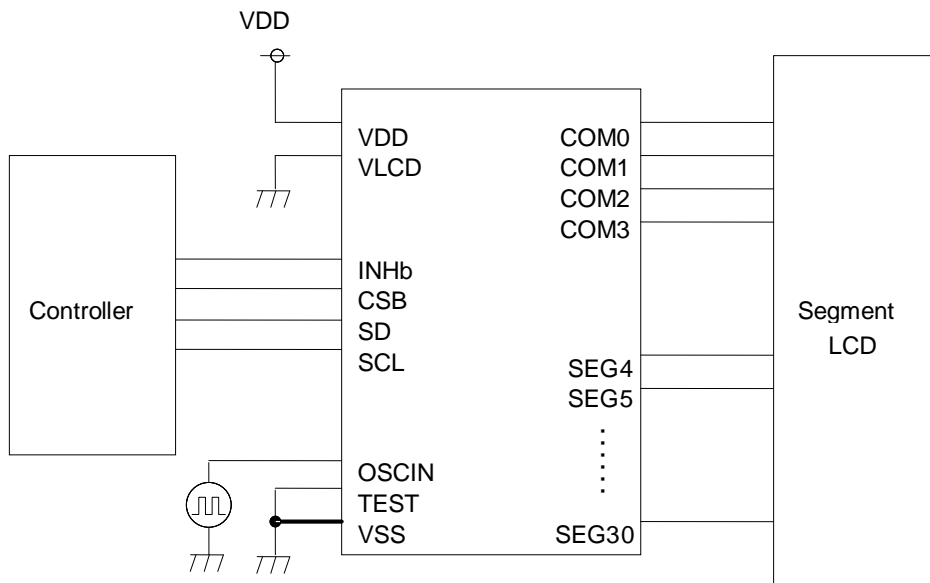 VDD
VDD
VLCD
INHb
CSB
SD
SCL
OSCIN
TEST
VSS
COM0
COM1
COM2
COM3
SEG4
SEG5
SEG30
Controller
Segment
LCD